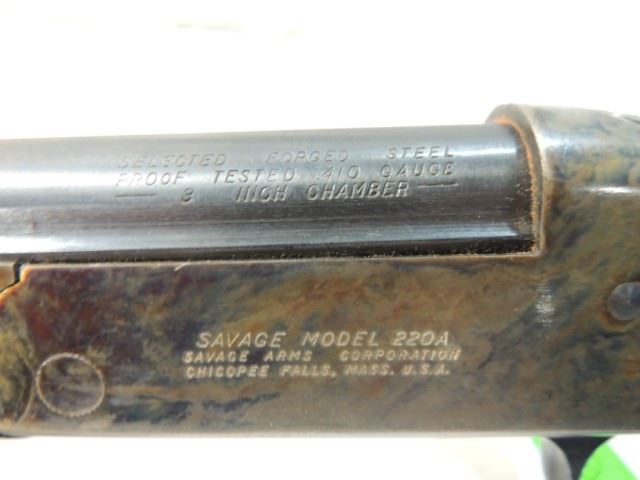 SELECTED FORGED STEEL
PROOF TESTED .410 GAUGE
— 3 INCH CHAMBER —
SAVAGE MODEL 220A
SAVAGE ARMS CORPORATION
CHICOPEE FALLS, MASS. U.S.A.